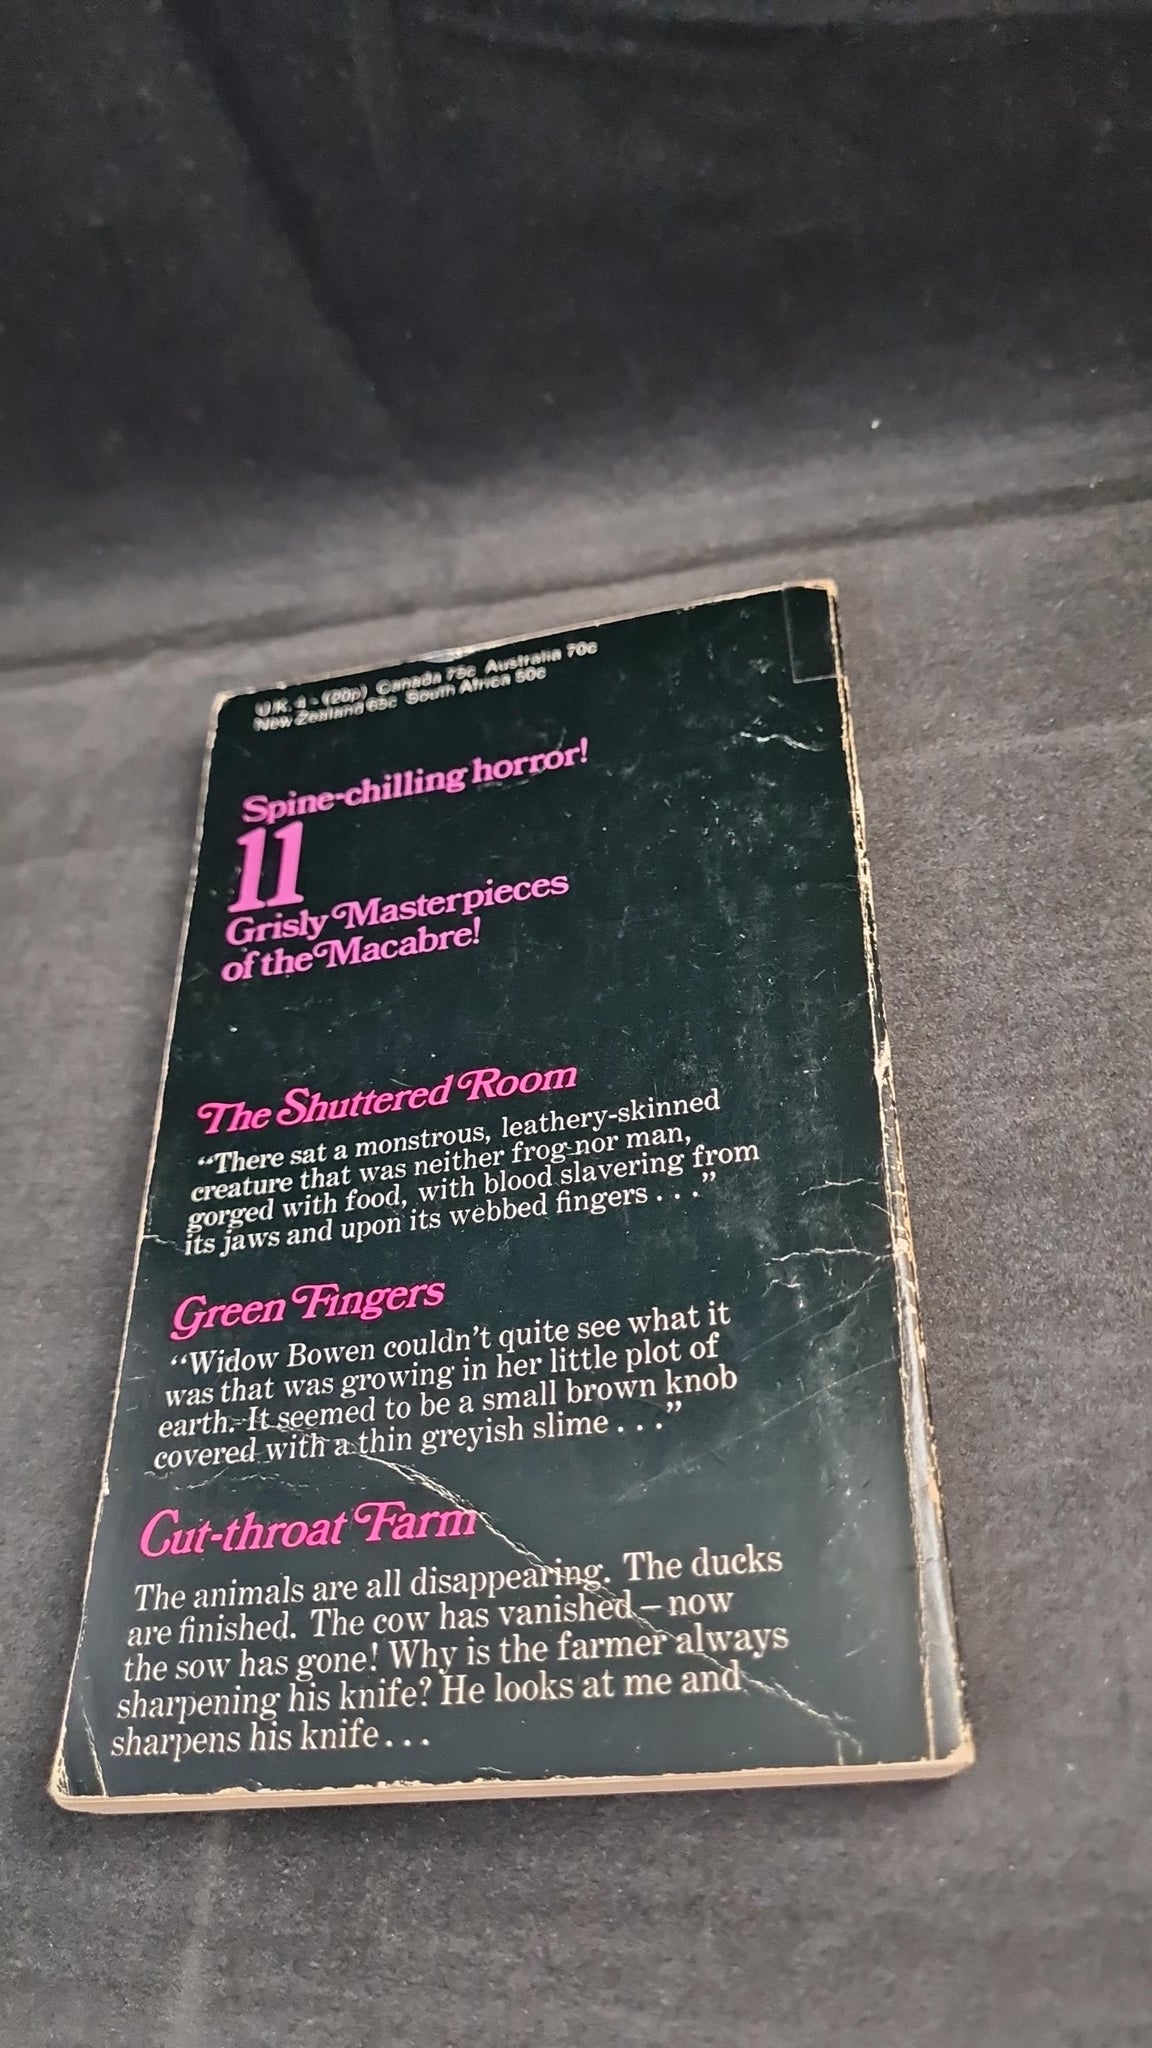 U.K. 4/- (20p) Canada 75c Australia 70c
New Zealand 65c South Africa 50c
Spine-chilling horror!
11
Grisly Masterpieces
of the Macabre!
The Shuttered Room
“There sat a monstrous, leathery-skinned
creature that was neither frog nor man,
gorged with food, with blood slavering from
its jaws and upon its webbed fingers . . .”
Green Fingers
“Widow Bowen couldn’t quite see what it
was that was growing in her little plot of
earth. It seemed to be a small brown knob
covered with a thin greyish slime . . .”
Cut-throat Farm
The animals are all disappearing. The ducks
are finished. The cow has vanished – now
the sow has gone! Why is the farmer always
sharpening his knife? He looks at me and
sharpens his knife . . .